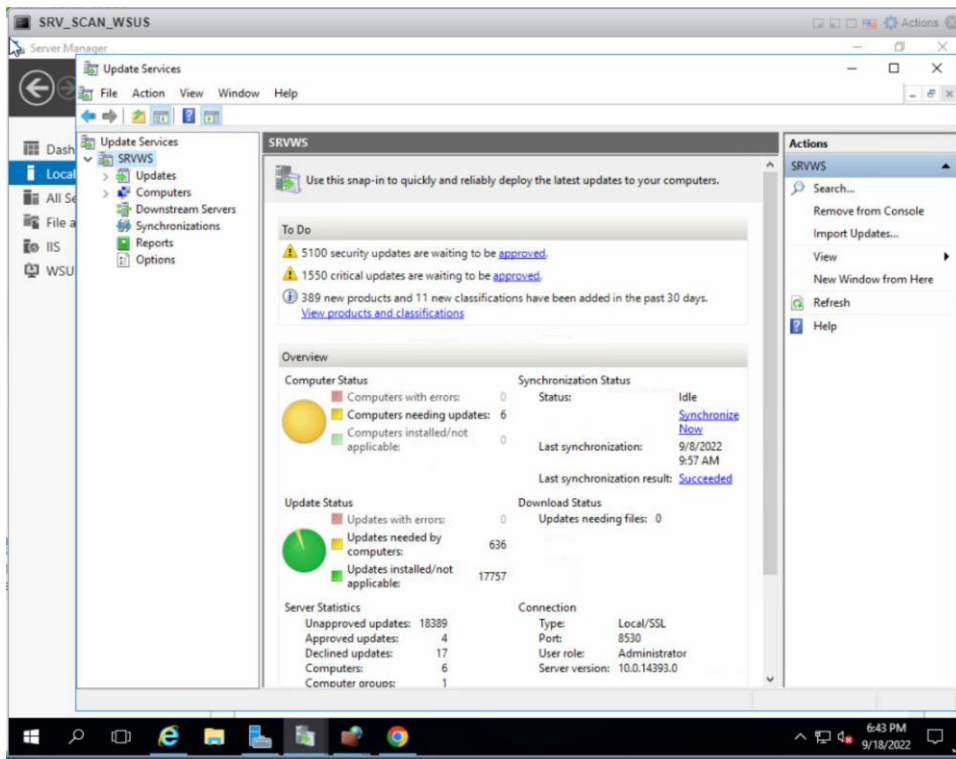 SRV_SCAN_WSUS
Actions
Server Manager
Update Services
File Action View Window Help
Dash
Local
All Se
File a
IIS
WSU
Update Services
SRVWS
Updates
Computers
Downstream Servers
Synchronizations
Reports
Options
SRVWS
Use this snap-in to quickly and reliably deploy the latest updates to your computers.
To Do
5100 security updates are waiting to be approved.
1550 critical updates are waiting to be approved.
389 new products and 11 new classifications have been added in the past 30 days.
View products and classifications
Overview
Computer Status
Computers with errors: 0
Computers needing updates: 6
Computers installed/not
applicable: 0
Synchronization Status
Status: Idle
Synchronize
Now
Last synchronization: 9/8/2022
9:57 AM
Last synchronization result: Succeeded
Update Status
Updates with errors: 0
Updates needed by
computers: 636
Updates installed/not
applicable: 17757
Download Status
Updates needing files: 0
Server Statistics
Unapproved updates: 18389
Approved updates: 4
Declined updates: 17
Computers: 6
Computer groups: 1
Connection
Type: Local/SSL
Port: 8530
User role: Administrator
Server version: 10.0.14393.0
Actions
SRVWS
Search...
Remove from Console
Import Updates...
View
New Window from Here
Refresh
Help
6:43 PM
9/18/2022